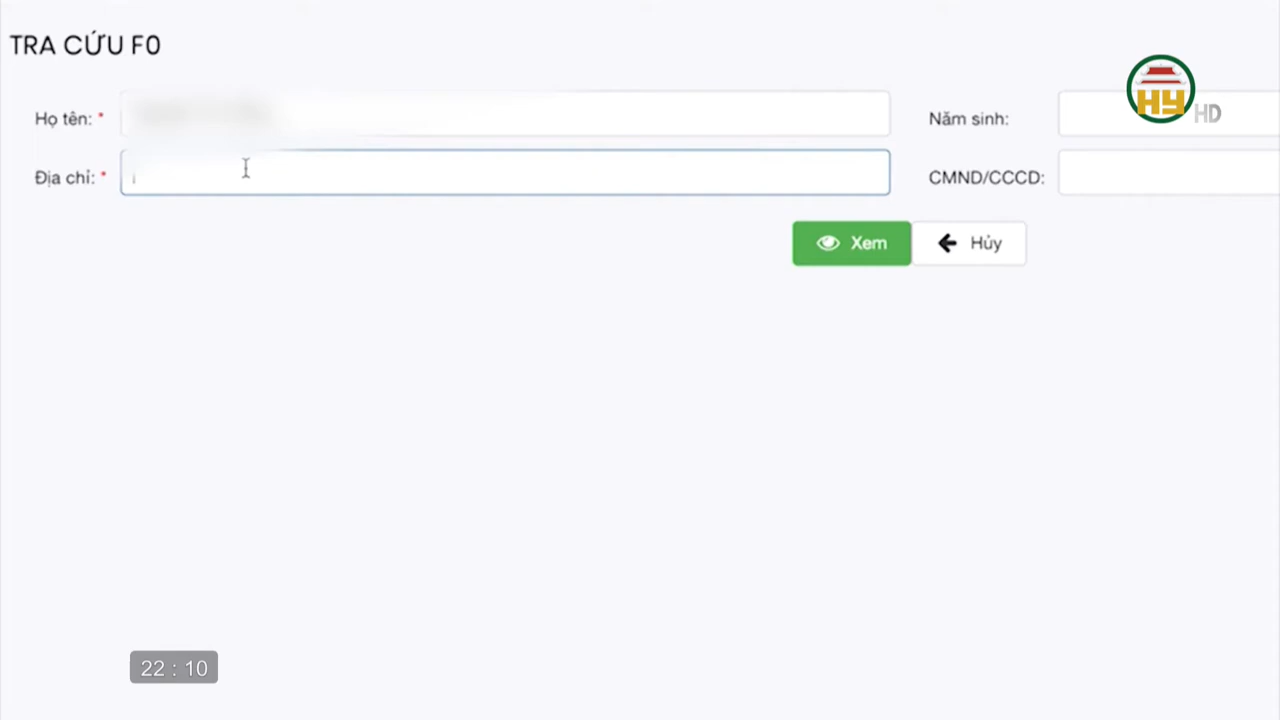 TRA CỨU F0
HY HD
Họ tên: *
Năm sinh:
Địa chỉ: *
CMND/CCCD:
Xem
Hủy
22 : 10